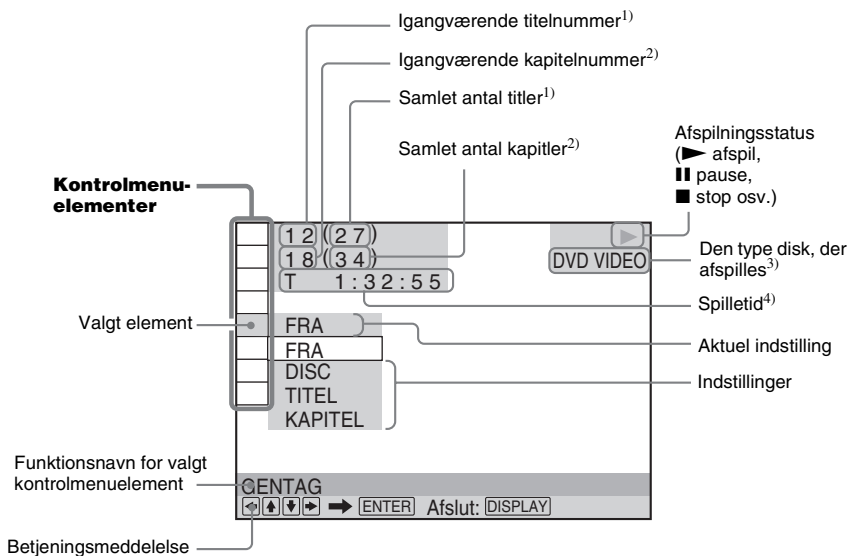 Igangværende titelnummer1)
Igangværende kapitelnummer2)
Samlet antal titler1)
Samlet antal kapitler2)
Afspilningsstatus
(► afspil,
❚❚ pause,
■ stop osv.)
Kontrolmenu-
elementer
1 2 ( 2 7 )
1 8 ( 3 4 )
T 1 : 3 2 : 5 5
►
DVD VIDEO
Den type disk, der
afspilles3)
Spilletid4)
Valgt element
FRA
FRA
DISC
TITEL
KAPITEL
Aktuel indstilling
Indstillinger
Funktionsnavn for valgt
kontrolmenuelement
GENTAG
← ↑ ↓ → ➡ ENTER Afslut: DISPLAY
Betjeningsmeddelelse